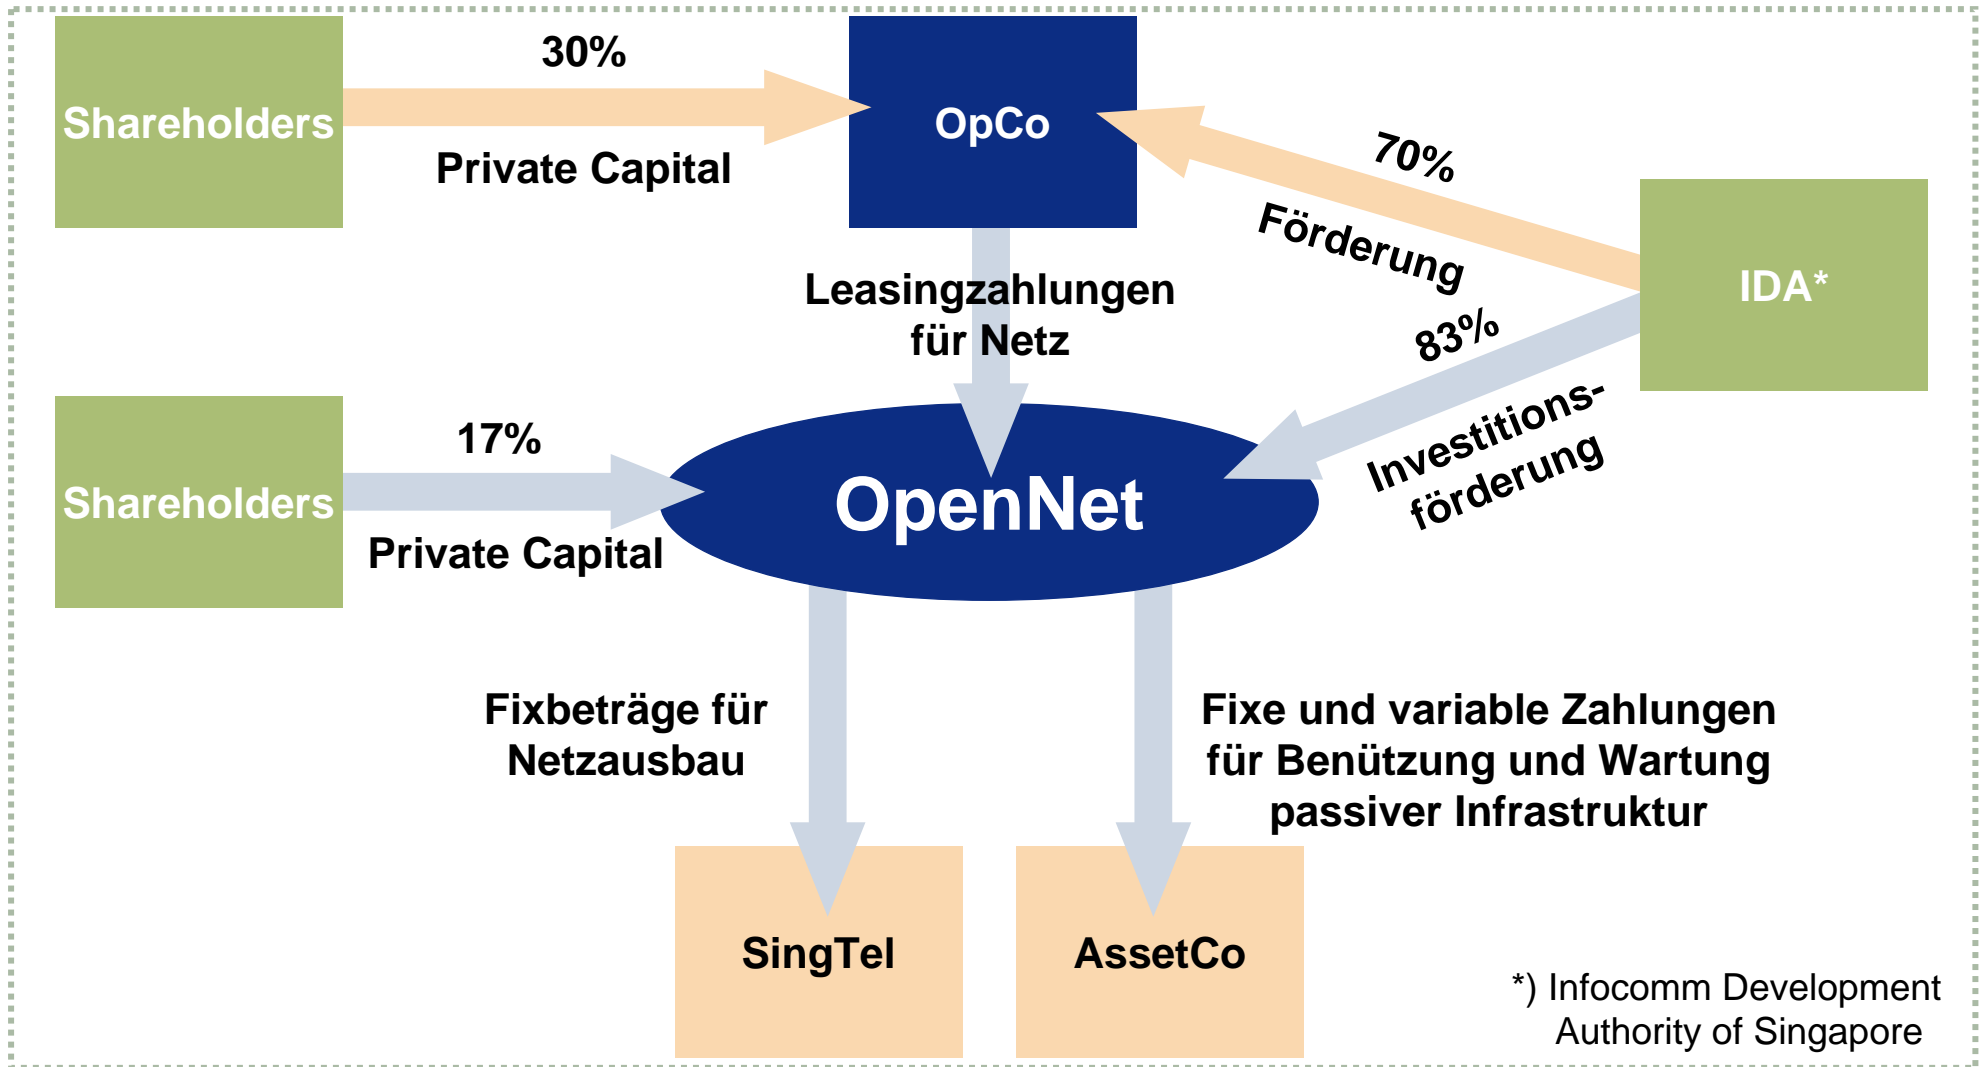 30%
Shareholders
OpCo
Private Capital
70%
Förderung
IDA*
Leasingzahlungen
für Netz
83%
Investitions-
förderung
17%
Shareholders
OpenNet
Private Capital
Fixbeträge für
Netzausbau
Fixe und variable Zahlungen
für Benützung und Wartung
passiver Infrastruktur
SingTel
AssetCo
*) Infocomm Development
Authority of Singapore